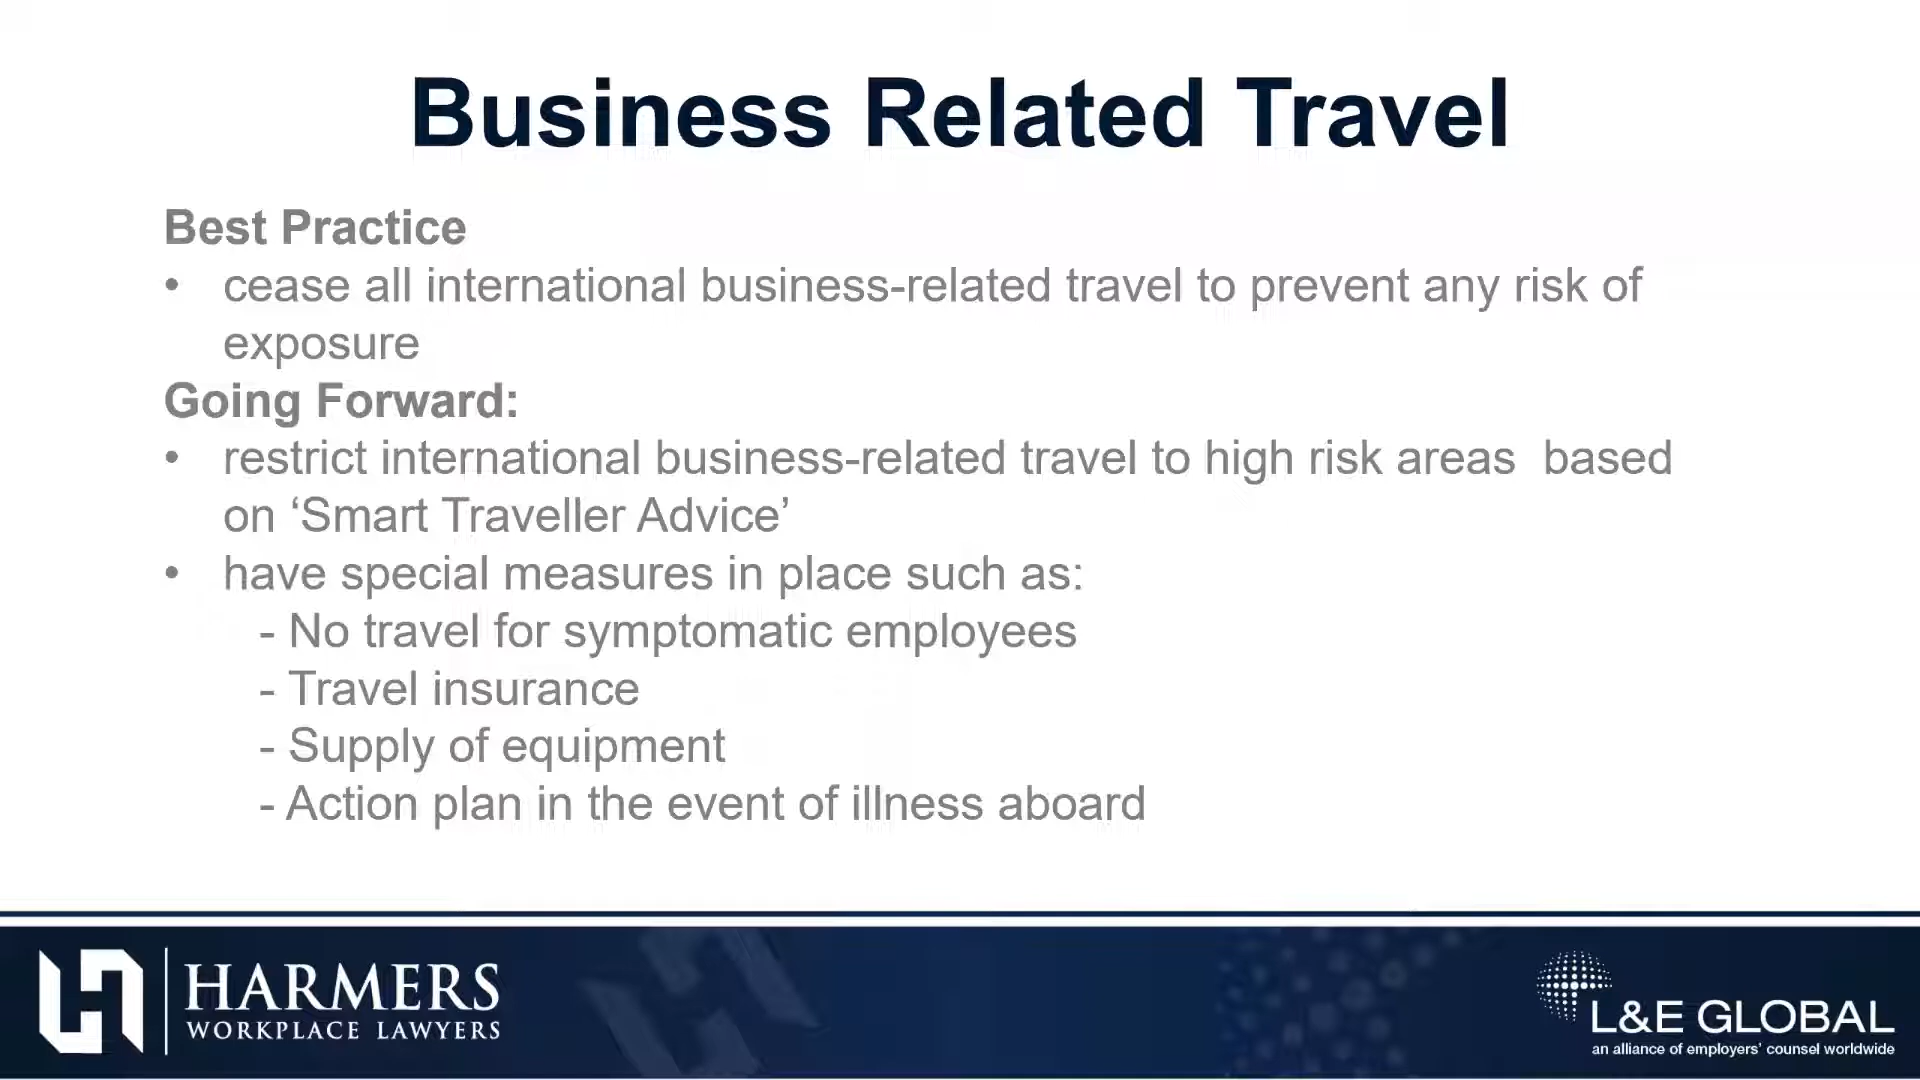 Business Related Travel
Best Practice
• cease all international business-related travel to prevent any risk of
exposure
Going Forward:
• restrict international business-related travel to high risk areas  based
on ‘Smart Traveller Advice’
• have special measures in place such as:
- No travel for symptomatic employees
- Travel insurance
- Supply of equipment
- Action plan in the event of illness aboard
HARMERS
WORKPLACE LAWYERS
L&E GLOBAL
an alliance of employers’ counsel worldwide